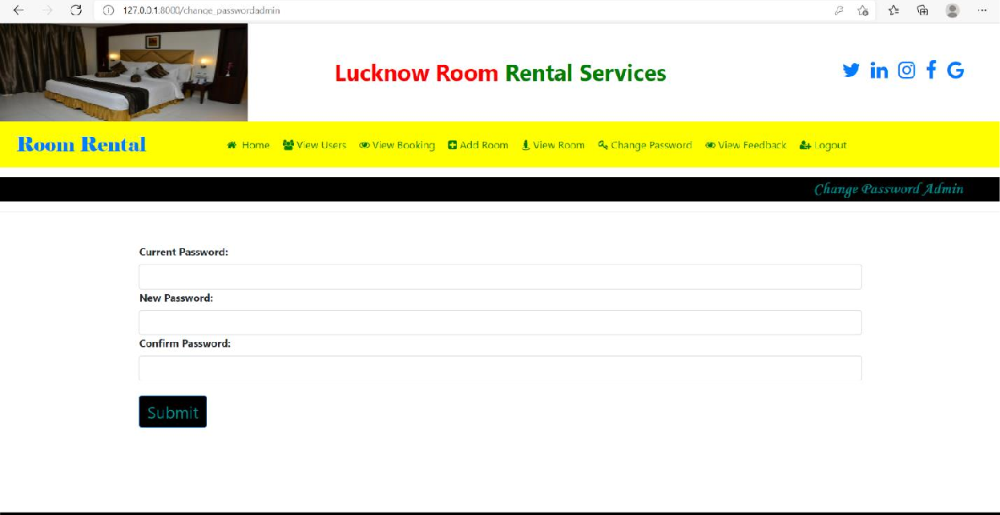 127.0.0.1:8000/change_passwordadmin
Lucknow Room Rental Services
Room Rental Home View Users View Booking Add Room View Room Change Password View Feedback Logout
Change Password Admin
Current Password:
New Password:
Confirm Password:
Submit